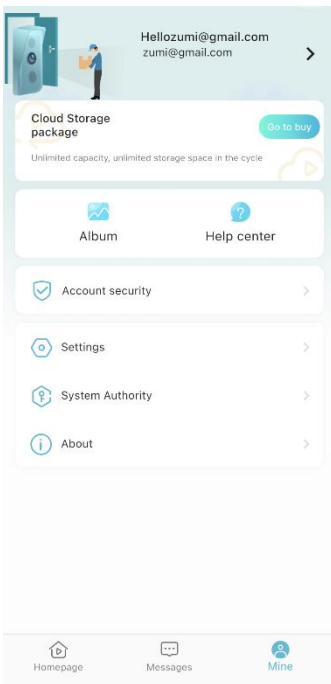 Hellozumi@gmail.com
zumi@gmail.com
Cloud Storage
package
Go to buy
Unlimited capacity, unlimited storage space in the cycle
Album
Help center
Account security
Settings
System Authority
About
Homepage
Messages
Mine